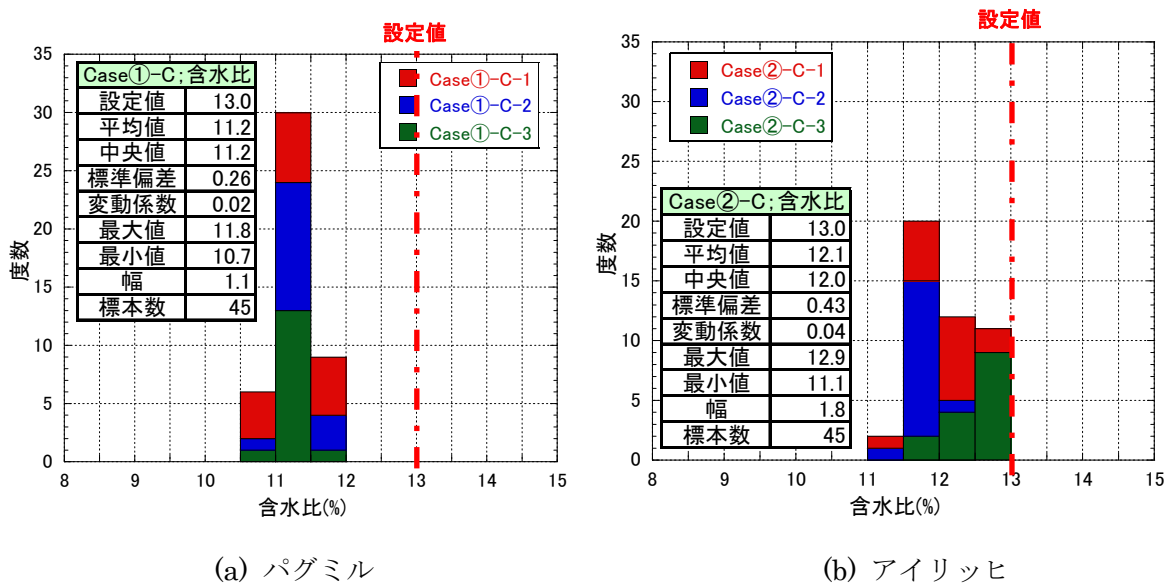 設定値
35
30
25
20
15
10
5
0
度数
Case①-C;含水比
設定値 13.0
平均値 11.2
中央値 11.2
標準偏差 0.26
変動係数 0.02
最大値 11.8
最小値 10.7
幅 1.1
標本数 45
Case①-C-1
Case①-C-2
Case①-C-3
8 9 10 11 12 13 14 15
含水比(%)
(a) パグミル
設定値
35
30
25
20
15
10
5
0
度数
Case②-C-1
Case②-C-2
Case②-C-3
Case②-C;含水比
設定値 13.0
平均値 12.1
中央値 12.0
標準偏差 0.43
変動係数 0.04
最大値 12.9
最小値 11.1
幅 1.8
標本数 45
8 9 10 11 12 13 14 15
含水比(%)
(b) アイリッヒ